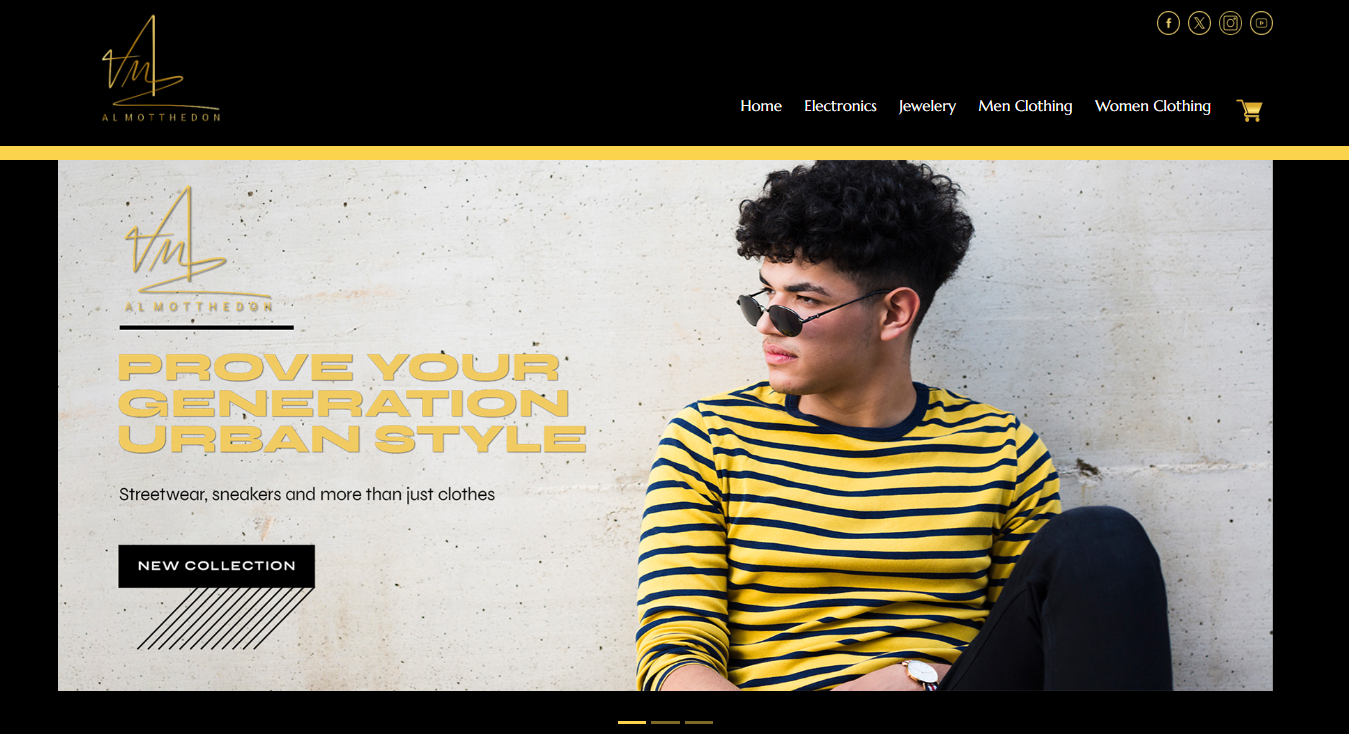 AL MOTTHEDON
Home Electronics Jewelery Men Clothing Women Clothing
AL MOTTHEDON
PROVE YOUR
GENERATION
URBAN STYLE
Streetwear, sneakers and more than just clothes
NEW COLLECTION